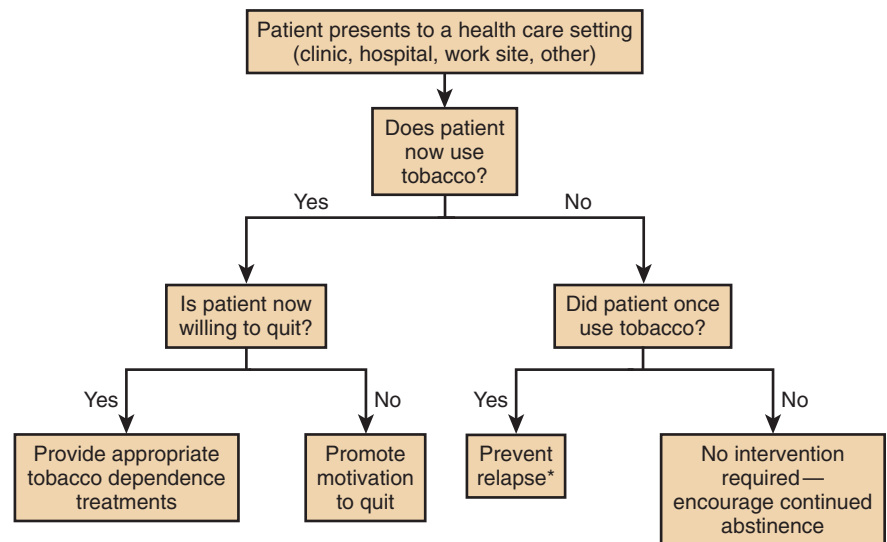 Patient presents to a health care setting
(clinic, hospital, work site, other)
Does patient
now use
tobacco?
Yes
No
Is patient now
willing to quit?
Did patient once
use tobacco?
Yes
No
Yes
No
Provide appropriate
tobacco dependence
treatments
Promote
motivation
to quit
Prevent
relapse*
No intervention
required—
encourage continued
abstinence